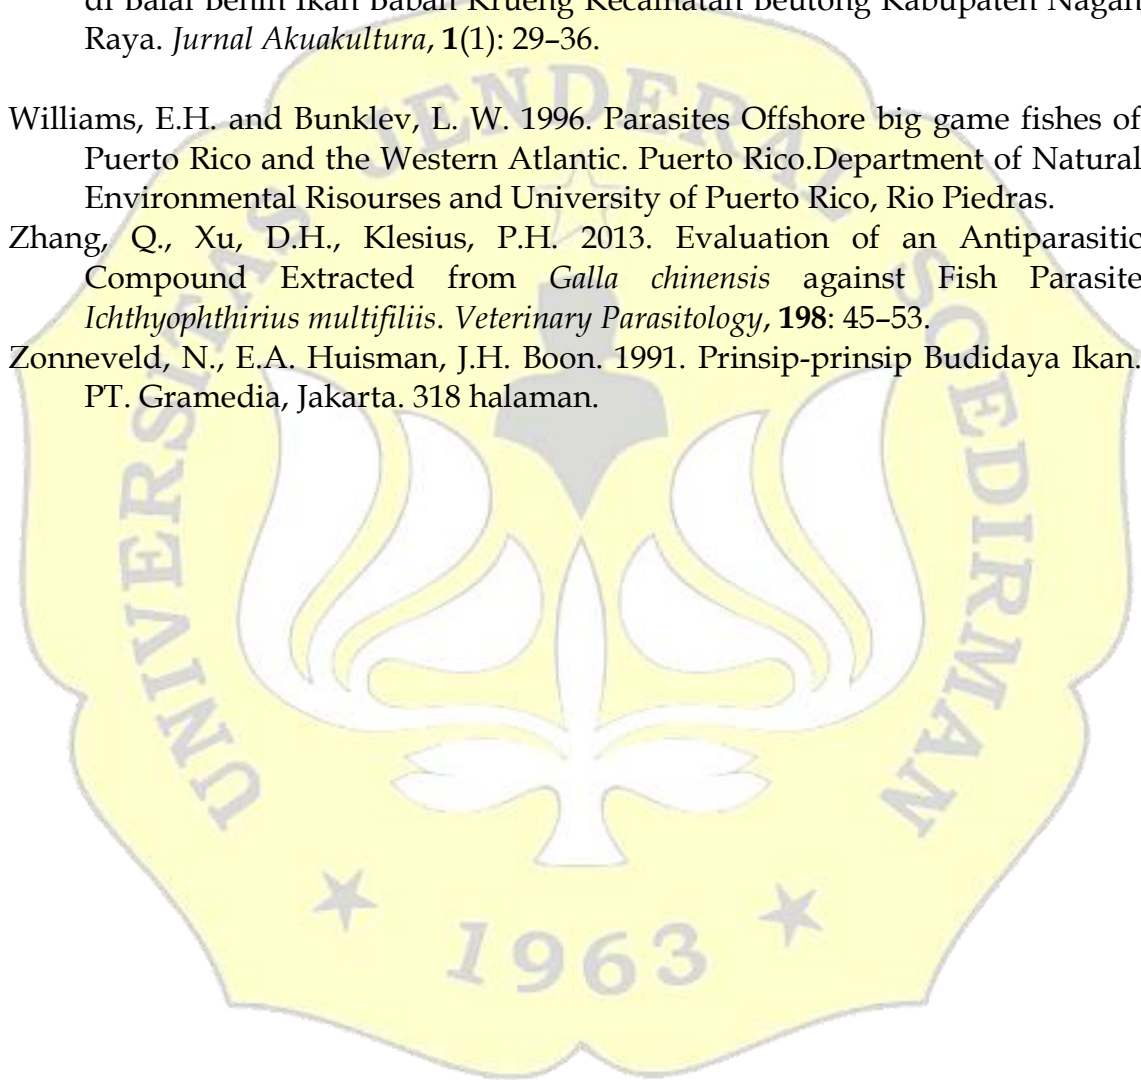 di Balai Benih Ikan Babah Krueng Kecamatan Beutong Kabupaten Nagan
Raya. Jurnal Akuakultura, 1(1): 29–36.
Williams, E.H. and Bunklev, L. W. 1996. Parasites Offshore big game fishes of
Puerto Rico and the Western Atlantic. Puerto Rico.Department of Natural
Environmental Risourses and University of Puerto Rico, Rio Piedras.
Zhang, Q., Xu, D.H., Klesius, P.H. 2013. Evaluation of an Antiparasitic
Compound Extracted from Galla chinensis against Fish Parasite
Ichthyophthirius multifiliis. Veterinary Parasitology, 198: 45–53.
Zonneveld, N., E.A. Huisman, J.H. Boon. 1991. Prinsip-prinsip Budidaya Ikan.
PT. Gramedia, Jakarta. 318 halaman.
UNIVERSITAS JENDERAL SOEDIRMAN
1963